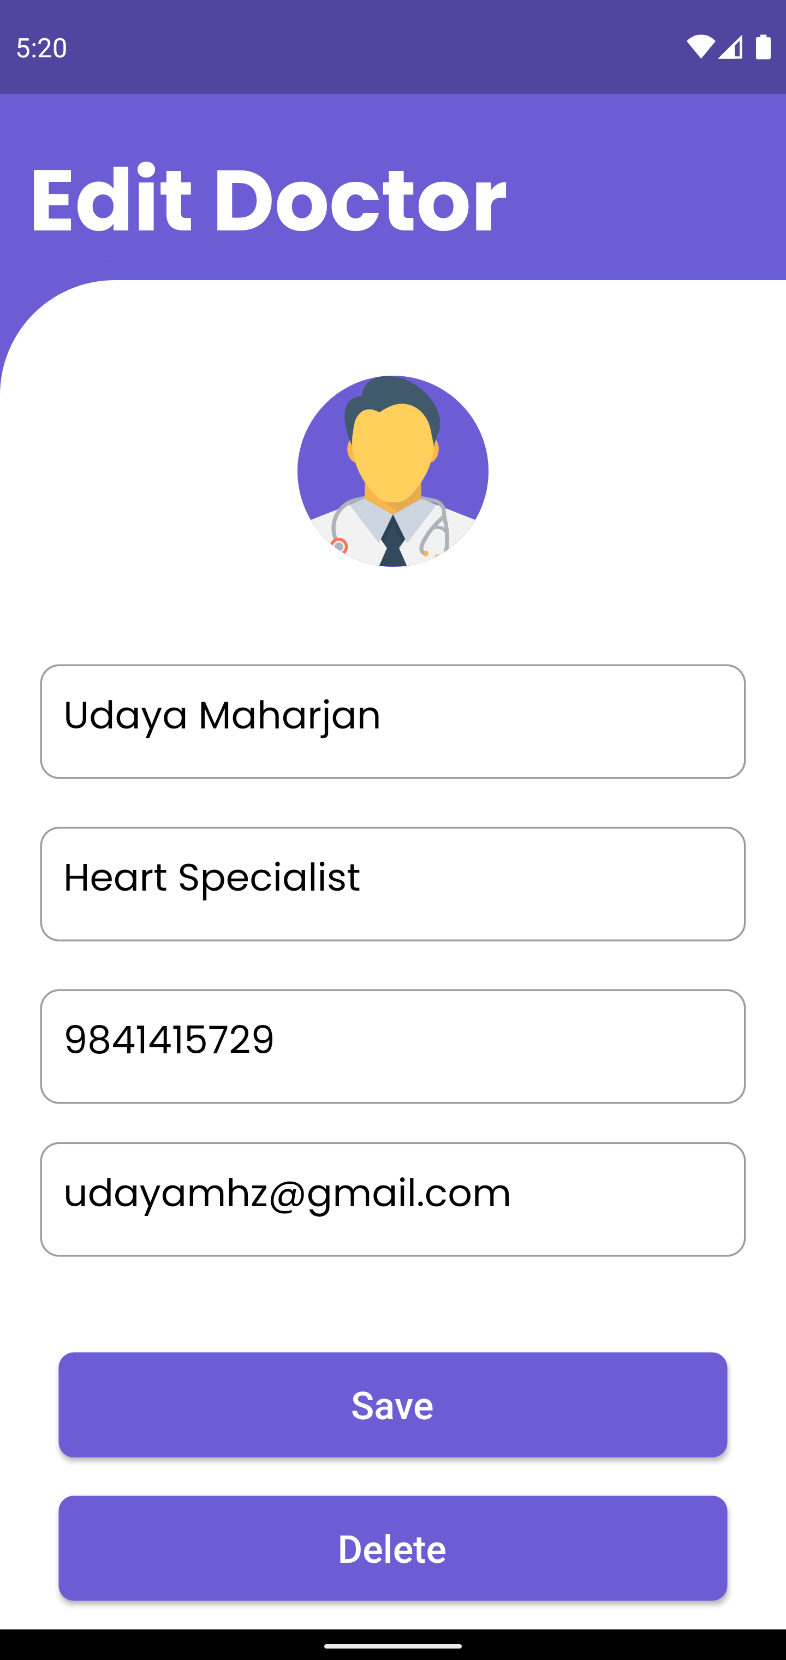 5:20
Edit Doctor
Udaya Maharjan
Heart Specialist
9841415729
udayamhz@gmail.com
Save
Delete